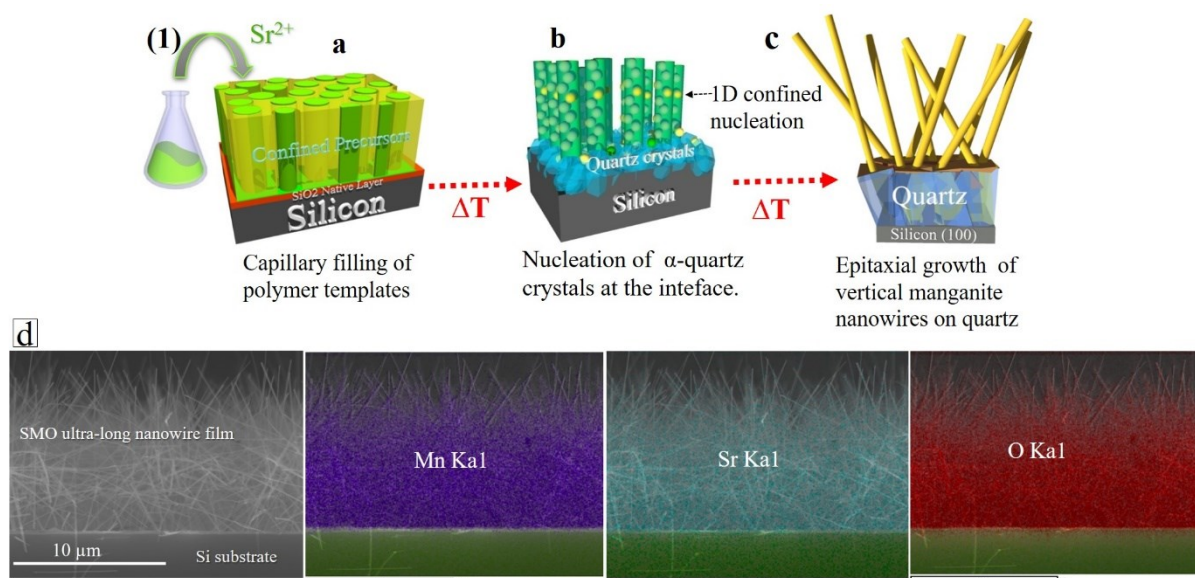 (1)
Sr²⁺
a
Confined Precursors
SiO2 Native Layer
Silicon
ΔT
Capillary filling of
polymer templates
b
1D confined
nucleation
Quartz crystals
Silicon
ΔT
Nucleation of α-quartz
crystals at the inteface.
c
Quartz
Silicon (100)
Epitaxial growth of
vertical manganite
nanowires on quartz
d
SMO ultra-long nanowire film
10 µm
Si substrate
Mn Ka1
Sr Ka1
O Ka1